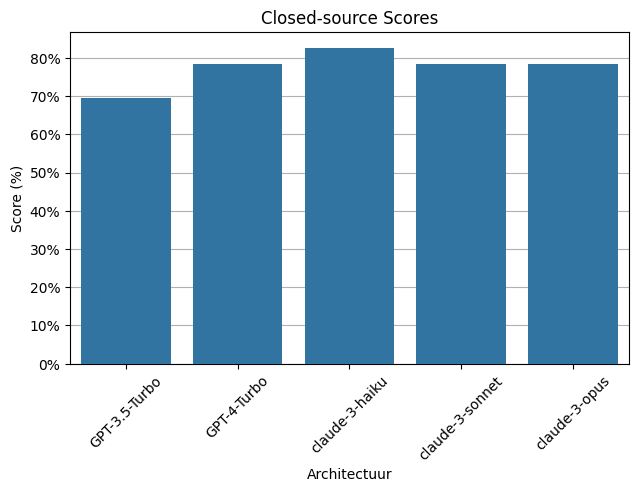 Closed-source Scores
Score (%)
80%
70%
60%
50%
40%
30%
20%
10%
0%
GPT-3.5-Turbo
GPT-4-Turbo
claude-3-haiku
claude-3-sonnet
claude-3-opus
Architectuur